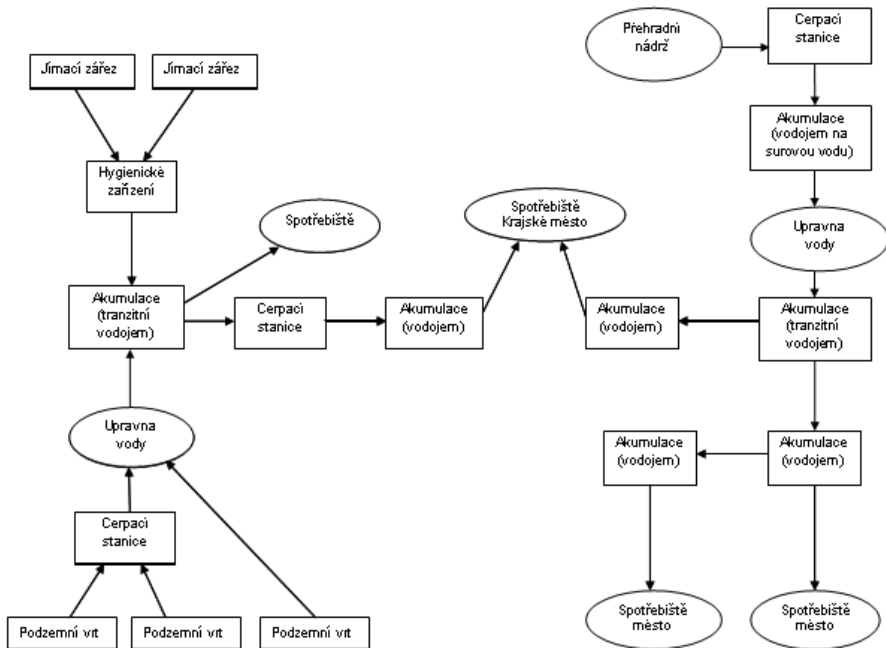 Přehradní
nádrž
Cerpací
stanice
Jímací zářez
Jímací zářez
Akumulace
(vodojem na
surovou vodu)
Hygienické
zařízení
Spotřebiště
Spotřebiště
Krajské město
Upravna
vody
Akumulace
(tranzitní
vodojem)
Cerpací
stanice
Akumulace
(vodojem)
Akumulace
(vodojem)
Akumulace
(tranzitní
vodojem)
Upravna
vody
Akumulace
(vodojem)
Akumulace
(vodojem)
Cerpací
stanice
Podzemní vrt
Podzemní vrt
Podzemní vrt
Spotřebiště
město
Spotřebiště
město